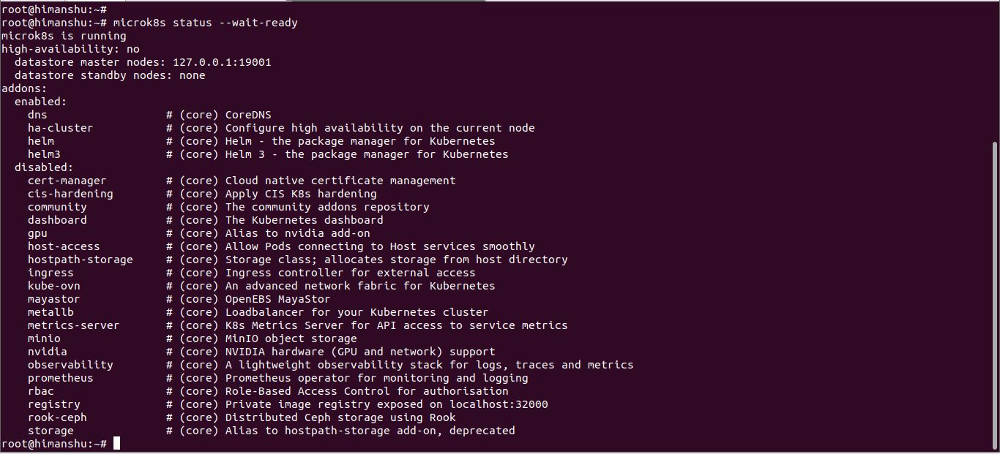 root@himanshu:~#
root@himanshu:~# microk8s status --wait-ready
microk8s is running
high-availability: no
  datastore master nodes: 127.0.0.1:19001
  datastore standby nodes: none
addons:
  enabled:
    dns                  # (core) CoreDNS
    ha-cluster           # (core) Configure high availability on the current node
    helm                 # (core) Helm - the package manager for Kubernetes
    helm3                # (core) Helm 3 - the package manager for Kubernetes
  disabled:
    cert-manager         # (core) Cloud native certificate management
    cis-hardening        # (core) Apply CIS K8s hardening
    community            # (core) The community addons repository
    dashboard            # (core) The Kubernetes dashboard
    gpu                  # (core) Alias to nvidia add-on
    host-access          # (core) Allow Pods connecting to Host services smoothly
    hostpath-storage     # (core) Storage class; allocates storage from host directory
    ingress              # (core) Ingress controller for external access
    kube-ovn             # (core) An advanced network fabric for Kubernetes
    mayastor             # (core) OpenEBS MayaStor
    metallb              # (core) Loadbalancer for your Kubernetes cluster
    metrics-server       # (core) K8s Metrics Server for API access to service metrics
    minio                # (core) MinIO object storage
    nvidia               # (core) NVIDIA hardware (GPU and network) support
    observability        # (core) A lightweight observability stack for logs, traces and metrics
    prometheus           # (core) Prometheus operator for monitoring and logging
    rbac                 # (core) Role-Based Access Control for authorisation
    registry             # (core) Private image registry exposed on localhost:32000
    rook-ceph            # (core) Distributed Ceph storage using Rook
    storage              # (core) Alias to hostpath-storage add-on, deprecated
root@himanshu:~#